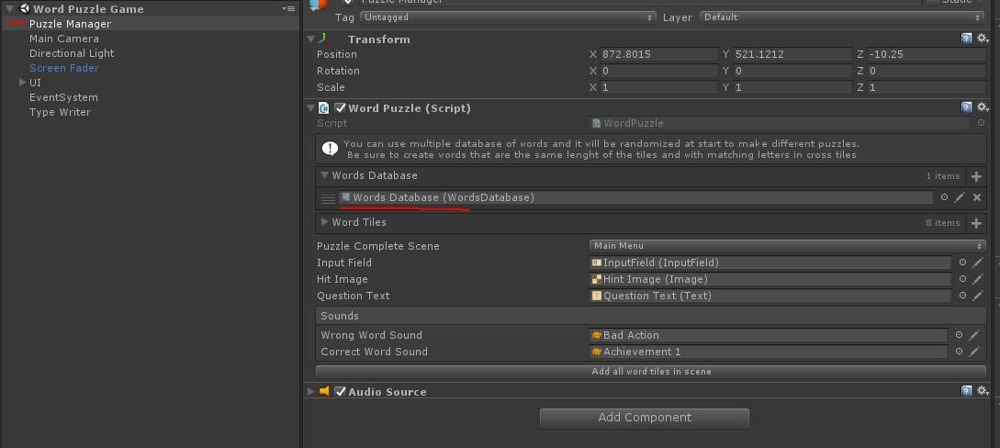 Word Puzzle Game
Puzzle Manager
Main Camera
Directional Light
Screen Fader
UI
EventSystem
Type Writer
Puzzle Manager
Static
Tag Untagged Layer Default
Transform
Position X 872.8015 Y 521.1212 Z -10.25
Rotation X 0 Y 0 Z 0
Scale X 1 Y 1 Z 1
Word Puzzle (Script)
Script WordPuzzle
You can use multiple database of words and it will be randomized at start to make different puzzles.
Be sure to create words that are the same lenght of the tiles and with matching letters in cross tiles
Words Database 1 items
Words Database (WordsDatabase)
Word Tiles 8 items
Puzzle Complete Scene Main Menu
Input Field InputField (InputField)
Hit Image Hint Image (Image)
Question Text Question Text (Text)
Sounds
Wrong Word Sound Bad Action
Correct Word Sound Achievement 1
Add all word tiles in scene
Audio Source
Add Component